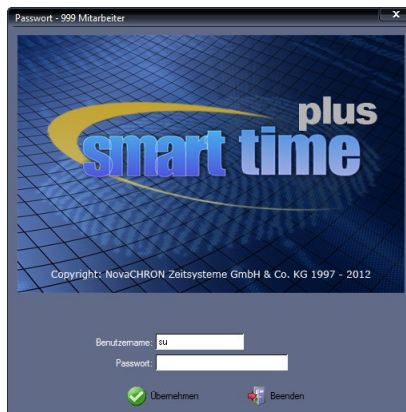 Passwort - 999 Mitarbeiter
x
smart time plus
Copyright: NovaCHRON Zeitsysteme GmbH & Co. KG 1997 - 2012
Benutzername: su
Passwort:
Übernehmen Beenden